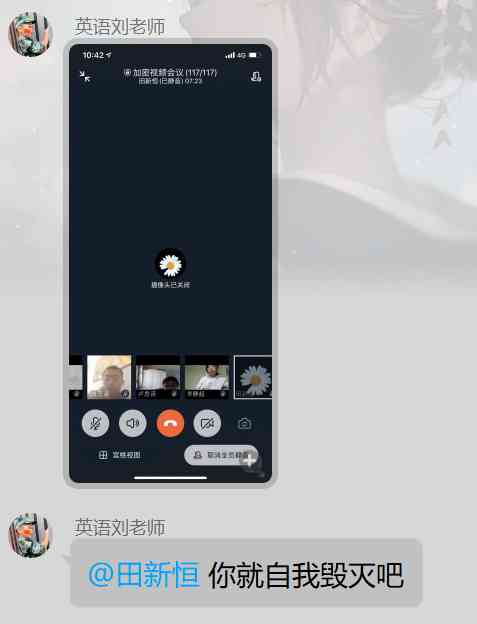 英语刘老师
10:42
4G
加密视频会议 (117/117)
田新恒 (已静音) 07:23
摄像头已关闭
宫格视图
取消全员静音
英语刘老师
@田新恒 你就自我毁灭吧